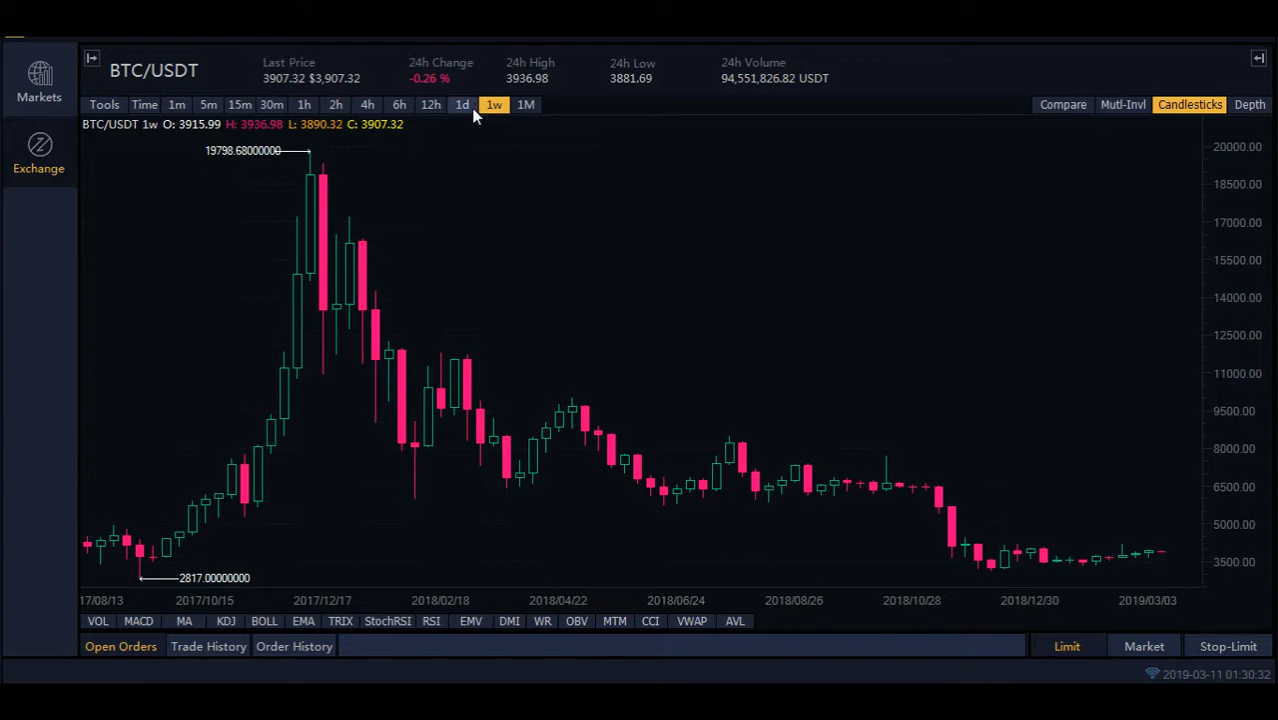 Markets
Exchange
BTC/USDT
Last Price
3907.32 $3,907.32
24h Change
-0.26 %
24h High
3936.98
24h Low
3881.69
24h Volume
94,551,826.82 USDT
Tools Time 1m 5m 15m 30m 1h 2h 4h 6h 12h 1d 1w 1M Compare Mutl-Invl Candlesticks Depth
BTC/USDT 1w O: 3915.99 H: 3936.98 L: 3890.32 C: 3907.32
19798.68000000
2817.00000000
20000.00
18500.00
17000.00
15500.00
14000.00
12500.00
11000.00
9500.00
8000.00
6500.00
5000.00
3500.00
17/08/13 2017/10/15 2017/12/17 2018/02/18 2018/04/22 2018/06/24 2018/08/26 2018/10/28 2018/12/30 2019/03/03
VOL MACD MA KDJ BOLL EMA TRIX StochRSI RSI EMV DMI WR OBV MTM CCI VWAP AVL
Open Orders Trade History Order History Limit Market Stop-Limit
2019-03-11 01:30:32